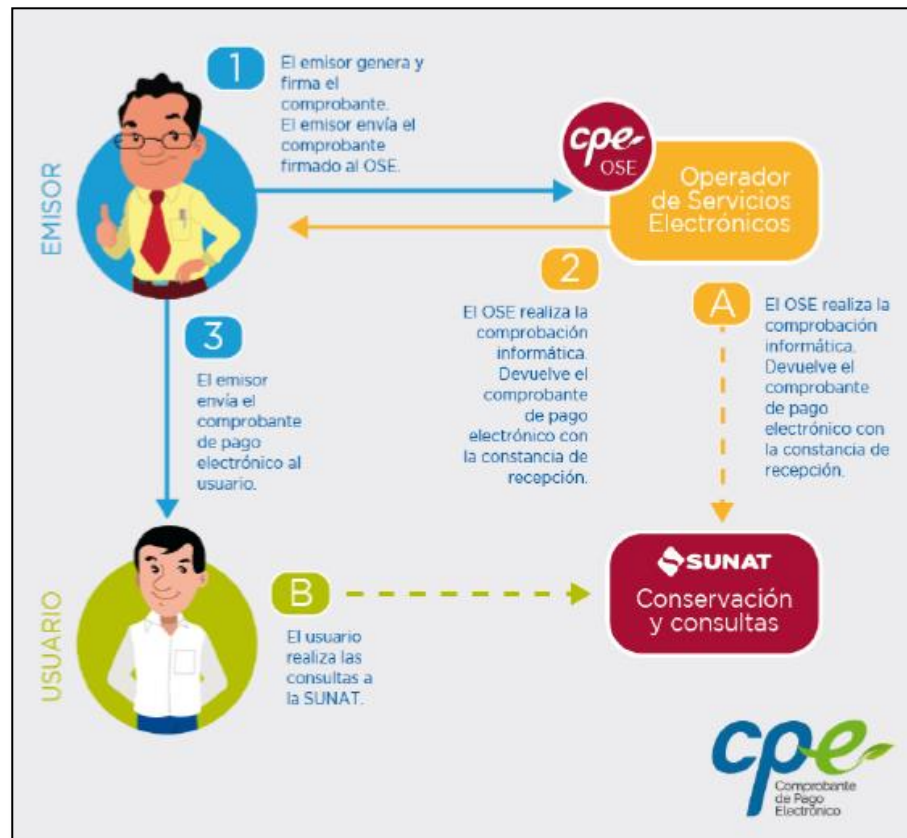 1
El emisor genera y
firma el
comprobante.
El emisor envía el
comprobante
firmado al OSE.
EMISOR
cpe
OSE
Operador
de Servicios
Electrónicos
2
El OSE realiza la
comprobación
informática.
Devuelve el
comprobante
de pago
electrónico con
la constancia de
recepción.
A
El OSE realiza la
comprobación
informática.
Devuelve el
comprobante
de pago
electrónico con
la constancia de
recepción.
3
El emisor
envía el
comprobante
de pago
electrónico al
usuario.
USUARIO
B
El usuario
realiza las
consultas a
la SUNAT.
SUNAT
Conservación
y consultas
cpe
Comprobante
de Pago
Electrónico